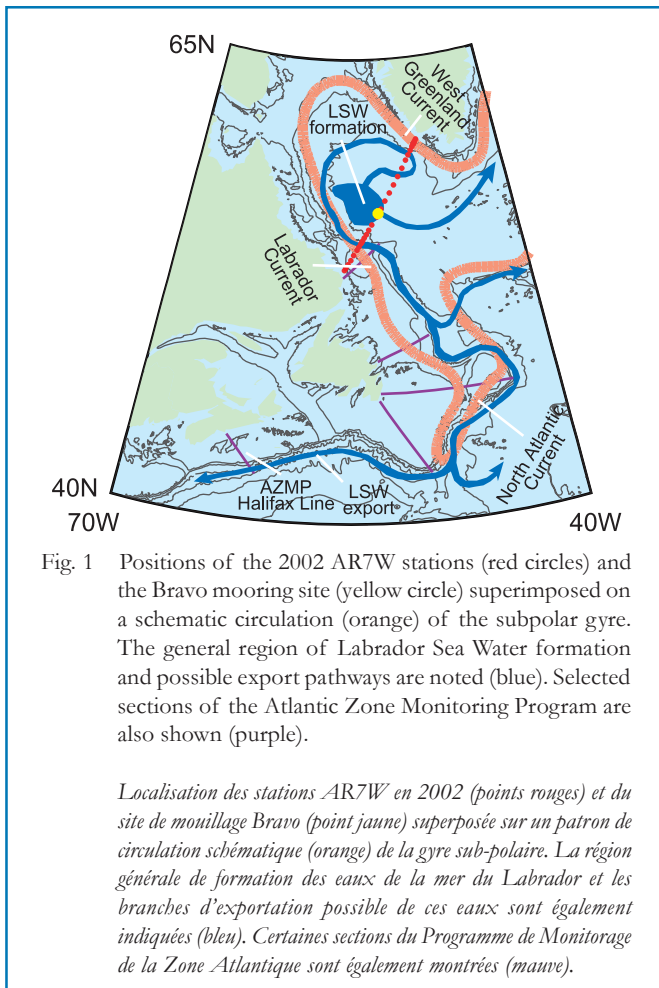 65N
West
Greenland
Current
LSW
formation
Labrador
Current
North Atlantic
Current
40N
AZMP
Halifax Line
LSW
export
70W
40W
Fig. 1 Positions of the 2002 AR7W stations (red circles) and
the Bravo mooring site (yellow circle) superimposed on
a schematic circulation (orange) of the subpolar gyre.
The general region of Labrador Sea Water formation
and possible export pathways are noted (blue). Selected
sections of the Atlantic Zone Monitoring Program are
also shown (purple).
Localisation des stations AR7W en 2002 (points rouges) et du
site de mouillage Bravo (point jaune) superposée sur un patron de
circulation schématique (orange) de la gyre sub-polaire. La région
générale de formation des eaux de la mer du Labrador et les
branches d'exportation possible de ces eaux sont également
indiquées (bleu). Certaines sections du Programme de Monitorage
de la Zone Atlantique sont également montrées (mauve).